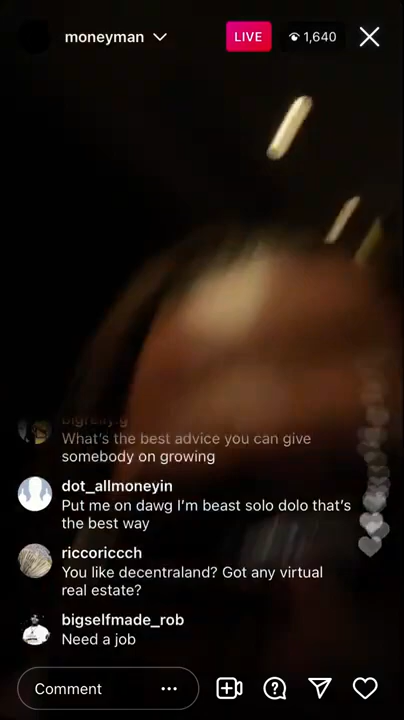 moneyman
LIVE
1,640
What's the best advice you can give
somebody on growing
dot_allmoneyin
Put me on dawg I'm beast solo dolo that's
the best way
riccoriccch
You like decentraland? Got any virtual
real estate?
bigselfmade_rob
Need a job
Comment